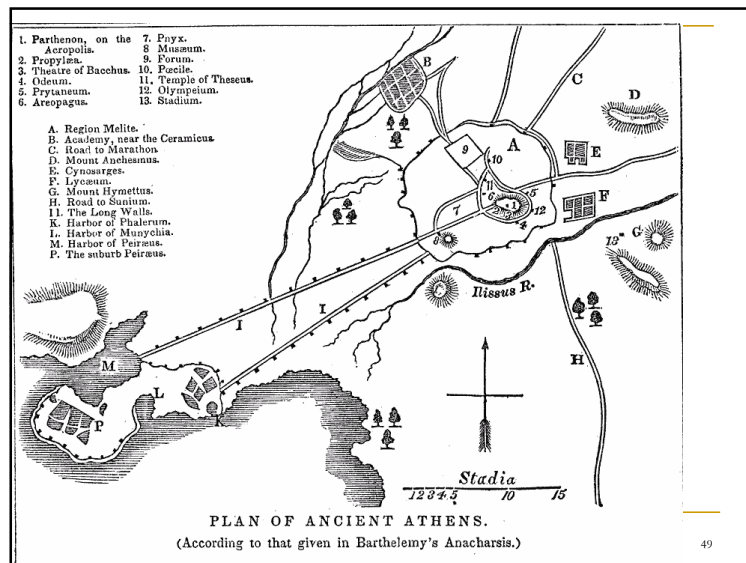 1. Parthenon, on the
Acropolis.
2. Propylæa.
3. Theatre of Bacchus.
4. Odeum.
5. Prytaneum.
6. Areopagus.
7. Pnyx.
8 Musæum.
9. Forum.
10. Pœcile.
11, Temple of Theseus.
12. Olympeium.
13. Stadium.
A. Region Melite.
B. Academy, near the Ceramicus
C. Road to Marathon
D. Mount Anchesmus
E. Cynosarges.
F. Lycæum.
G. Mount Hymettus.
H. Road to Sunium.
I I. The Long Walls.
K. Harbor of Phalerum.
L. Harbor of Munychia.
M. Harbor of Peiræus.
P. The suburb Peiræus.
B
C
D
A
E
9
10
11
6
5
1
F
7
12
4
8
13
G
Ilissus R.
I
I
M
H
L
K
P
Stadia
1 2 3 4 5 10 15
PLAN OF ANCIENT ATHENS.
(According to that given in Barthelemy's Anacharsis.)
49